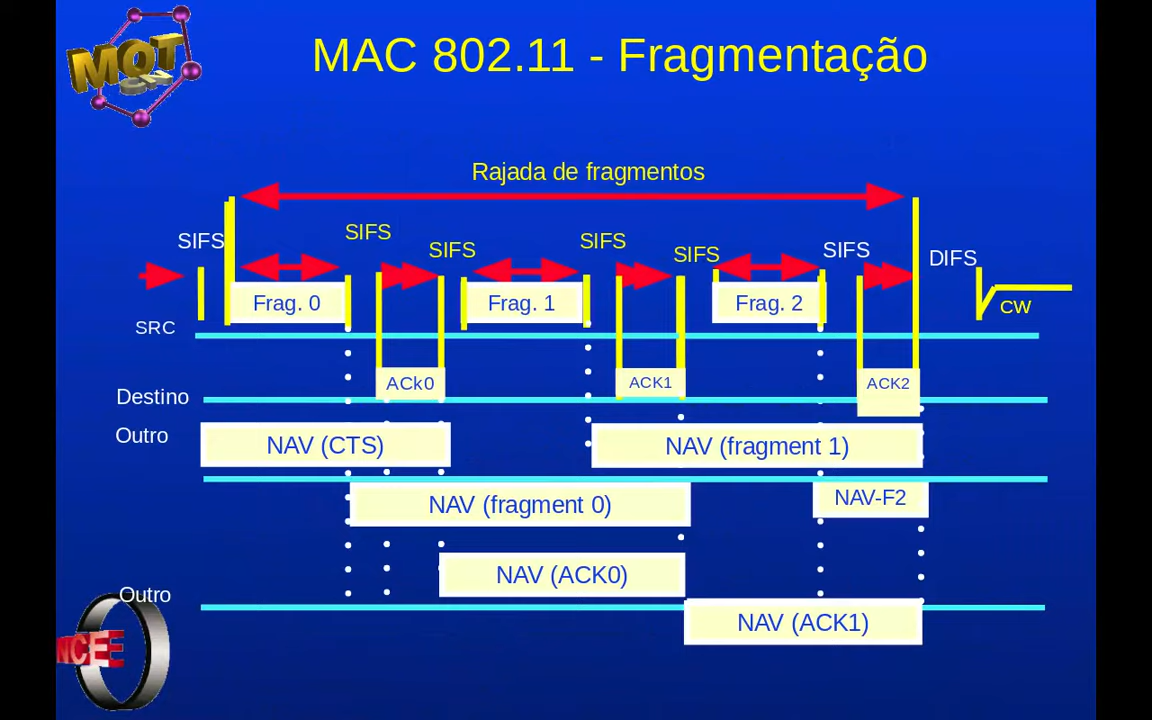 MQT
MAC 802.11 - Fragmentação
Rajada de fragmentos
SIFS
SIFS
SIFS
SIFS
SIFS
SIFS
DIFS
Frag. 0
Frag. 1
Frag. 2
CW
SRC
ACk0
ACK1
ACK2
Destino
Outro
NAV (CTS)
NAV (fragment 1)
NAV (fragment 0)
NAV-F2
NAV (ACK0)
Outro
NAV (ACK1)